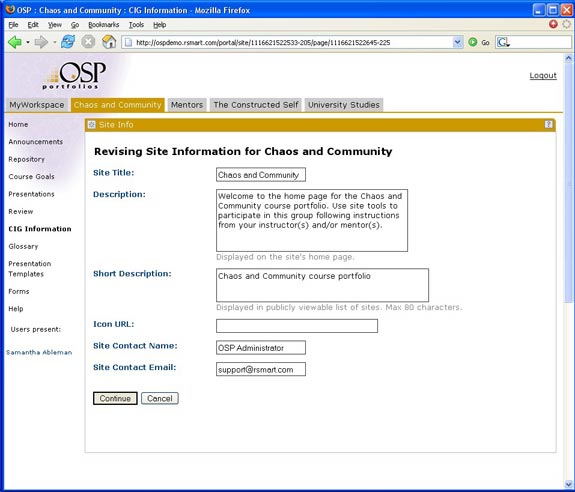 OSP : Chaos and Community : CIG Information - Mozilla Firefox
File Edit View Go Bookmarks Tools Help
http://ospdemo.rsmart.com/portal/site/1116621522533-205/page/1116621522645-225
Go
OSP
portfolios
Logout
MyWorkspace Chaos and Community Mentors The Constructed Self University Studies
Home
Announcements
Repository
Course Goals
Presentations
Review
CIG Information
Glossary
Presentation
Templates
Forms
Help
Users present:
Samantha Ableman
Site Info
?
Revising Site Information for Chaos and Community
Site Title:
Chaos and Community
Description:
Welcome to the home page for the Chaos and
Community course portfolio. Use site tools to
participate in this group following instructions
from your instructor(s) and/or mentor(s).
Displayed on the site's home page.
Short Description:
Chaos and Community course portfolio
Displayed in publicly viewable list of sites. Max 80 characters.
Icon URL:
Site Contact Name:
OSP Administrator
Site Contact Email:
support@rsmart.com
Continue Cancel